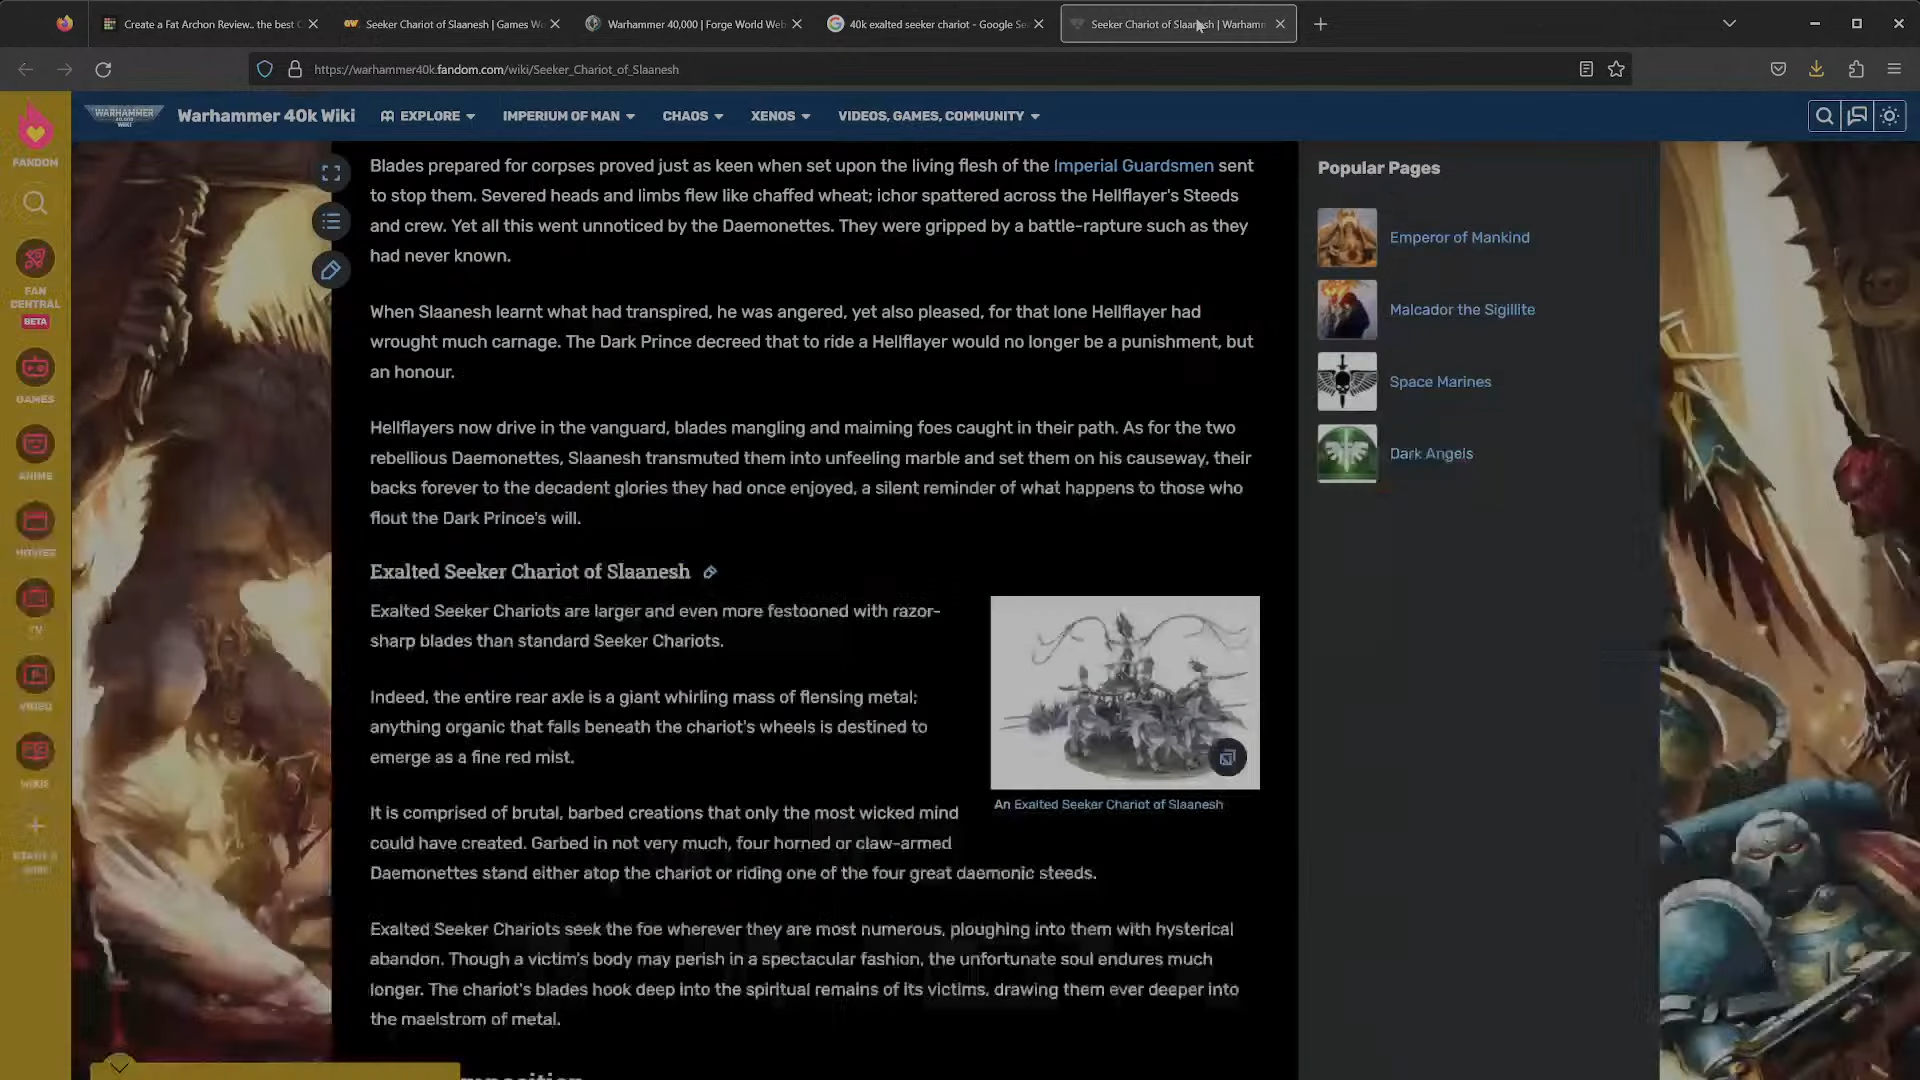 Create a Fat Archon Review.. the best C
Seeker Chariot of Slaanesh | Games Wo
Warhammer 40,000 | Forge World Web
40k exalted seeker chariot - Google Se
Seeker Chariot of Slaanesh | Warhamm
https://warhammer40k.fandom.com/wiki/Seeker_Chariot_of_Slaanesh
WARHAMMER
40,000
WIKI
Warhammer 40k Wiki
EXPLORE
IMPERIUM OF MAN
CHAOS
XENOS
VIDEOS, GAMES, COMMUNITY
FANDOM
FAN
CENTRAL
BETA
GAMES
ANIME
MOVIES
TV
VIDEO
WIKIS
START A
WIKI
Blades prepared for corpses proved just as keen when set upon the living flesh of the Imperial Guardsmen sent
to stop them. Severed heads and limbs flew like chaffed wheat; ichor spattered across the Hellflayer's Steeds
and crew. Yet all this went unnoticed by the Daemonettes. They were gripped by a battle-rapture such as they
had never known.
When Slaanesh learnt what had transpired, he was angered, yet also pleased, for that lone Hellflayer had
wrought much carnage. The Dark Prince decreed that to ride a Hellflayer would no longer be a punishment, but
an honour.
Hellflayers now drive in the vanguard, blades mangling and maiming foes caught in their path. As for the two
rebellious Daemonettes, Slaanesh transmuted them into unfeeling marble and set them on his causeway, their
backs forever to the decadent glories they had once enjoyed, a silent reminder of what happens to those who
flout the Dark Prince's will.
Exalted Seeker Chariot of Slaanesh
Exalted Seeker Chariots are larger and even more festooned with razor-
sharp blades than standard Seeker Chariots.
Indeed, the entire rear axle is a giant whirling mass of flensing metal;
anything organic that falls beneath the chariot's wheels is destined to
emerge as a fine red mist.
An Exalted Seeker Chariot of Slaanesh
It is comprised of brutal, barbed creations that only the most wicked mind
could have created. Garbed in not very much, four horned or claw-armed
Daemonettes stand either atop the chariot or riding one of the four great daemonic steeds.
Exalted Seeker Chariots seek the foe wherever they are most numerous, ploughing into them with hysterical
abandon. Though a victim's body may perish in a spectacular fashion, the unfortunate soul endures much
longer. The chariot's blades hook deep into the spiritual remains of its victims, drawing them ever deeper into
the maelstrom of metal.
Popular Pages
Emperor of Mankind
Malcador the Sigillite
Space Marines
Dark Angels